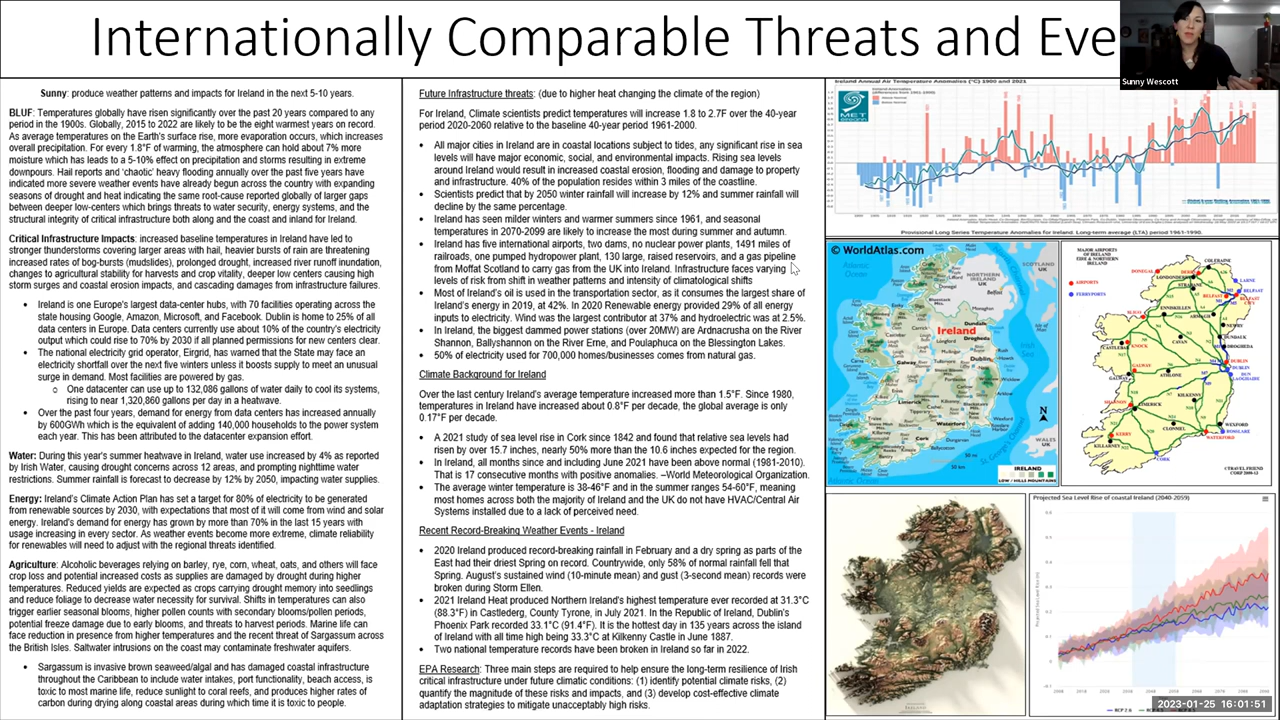 Internationally Comparable Threats and Eve
Sunny Wescott
Sunny: produce weather patterns and impacts for Ireland in the next 5-10 years.
BLUF: Temperatures globally have risen significantly over the past 20 years compared to any
period in the 1900s. Globally, 2015 to 2022 are likely to be the eight warmest years on record.
As average temperatures on the Earth's surface rise, more evaporation occurs, which increases
overall precipitation. For every 1.8°F of warming, the atmosphere can hold about 7% more
moisture which has leads to a 5-10% effect on precipitation and storms resulting in extreme
downpours. Hail reports and 'exotic' heavy flooding annually over the past five years have
indicated more severe weather events have already begun across the country with expanding
seasons of drought and heat indicating the same root-cause reported globally of larger gaps
between deeper low-centers which brings threats to water security, energy systems, and the
structural integrity of critical infrastructure both along and the coast and inland for Ireland.
Critical Infrastructure Impacts: increased baseline temperatures in Ireland have led to
stronger thunderstorms covering larger areas with hail, heavier bursts of rain are threatening
increased rates of bog-bursts (mudslides), prolonged drought, increased river runoff inundation,
changes to agricultural stability for harvests and crop vitality, deeper low centers causing high
storm surges and coastal erosion impacts, and cascading disruptions from infrastructure failures.
• Ireland is one Europe's largest data-center hubs, with 70 facilities operating across the
state housing Google, Amazon, Microsoft, and Facebook. Dublin is home to 25% of all
data centers in Europe. Data centers currently use about 10% of the country's electricity
output which could rise to 70% by 2030 if all planned permissions for new centers clear.
• The national electricity grid operator, Eirgrid, has warned that the State may face an
electricity shortfall over the next five winters unless it boosts supply to meet an unusual
surge in demand. Most facilities are powered by gas.
○ One datacenter can use up to 132,086 gallons of water daily to cool its systems,
rising to near 1,320,860 gallons per day in a heatwave.
• Over the past four years, demand for energy from data centers has increased annually
by 600GWh which is the equivalent of adding 140,000 households to the power system
each year. This has been attributed to the datacenter expansion effort.
Water: During this year's summer heatwave in Ireland, water use increased by 4% as reported
by Irish Water, causing drought concerns across 12 areas, and prompting nighttime water
restrictions. Summer rainfall is forecast to decrease by 12% by 2050, impacting water supplies.
Energy: Ireland's Climate Action Plan has set a target for 80% of electricity to be generated
from renewable sources by 2030, with expectations that most of it will come from wind and solar
energy. Ireland's demand for energy has grown by more than 70% in the last 15 years with
usage increasing in every sector. As weather events become more extreme, climate reliability
for renewables will need to adjust with the regional threats identified.
Agriculture: Alcoholic beverages relying on barley, rye, corn, wheat, oats, and others will face
crop loss and potential increased costs as supplies are damaged by drought during higher
temperatures. Reduced yields are expected as crops carrying drought memory into seedlings
and reduce foliage to decrease water necessity for survival. Shifts in temperatures can also
trigger earlier seasonal blooms, higher pollen counts with secondary blooms/pollen periods,
potential freeze damage due to early blooms, and threats to harvest periods. Marine life can
face reduction in presence from higher temperatures and the recent threat of Sargassum across
the British Isles. Saltwater intrusions on the coast may contaminate freshwater aquifers.
• Sargassum is invasive brown seaweed/algal and has damaged coastal infrastructure
throughout the Caribbean to include water intakes, port functionality, beach access, is
toxic to most marine life, reduce sunlight to coral reefs, and produces higher rates of
carbon during drying along coastal areas during which time it is toxic to people.
Future Infrastructure threats: (due to higher heat changing the climate of the region)
For Ireland, Climate scientists predict temperatures will increase 1.8 to 2.7F over the 40-year
period 2020-2060 relative to the baseline 40-year period 1961-2000.
• All major cities in Ireland are in coastal locations subject to tides, any significant rise in sea
levels will have major economic, social, and environmental impacts. Rising sea levels
around Ireland would result in increased coastal erosion, flooding and damage to property
and infrastructure. 40% of the population resides within 3 miles of the coastline.
• Scientists predict that by 2050 winter rainfall will increase by 12% and summer rainfall will
decline by the same percentage.
• Ireland has seen milder winters and warmer summers since 1961, and seasonal
temperatures in 2070-2099 are likely to increase the most during summer and autumn.
• Ireland has five international airports, two dams, no nuclear power plants, 1491 miles of
railroads, one pumped hydropower plant, 130 large, raised reservoirs, and a gas pipeline
from Moffat Scotland to carry gas from the UK into Ireland. Infrastructure faces varying
levels of risk from shift in weather patterns and intensity of climatological shifts
• Most of Ireland's oil is used in the transportation sector, as it consumes the largest share of
Ireland's energy in 2019, at 42%. In 2020 Renewable energy provided 29% of all energy
inputs to electricity. Wind was the largest contributor at 37% and hydroelectric was at 2.5%.
• In Ireland, the biggest dammed power stations (over 20MW) are Ardnacrusha on the River
Shannon, Ballyshannon on the River Erne, and Poulaphuca on the Blessington Lakes.
50% of electricity used for 700,000 homes/businesses comes from natural gas.
Climate Background for Ireland
Over the last century Ireland's average temperature increased more than 1.5°F. Since 1980,
temperatures in Ireland have increased about 0.8°F per decade, the global average is only
0.17°F per decade.
• A 2021 study of sea level rise in Cork since 1842 and found that relative sea levels had
risen by over 15.7 inches, nearly 50% more than the 10.6 inches expected for the region.
• In Ireland, all months since and including June 2021 have been above normal (1981-2010).
That is 17 consecutive months with positive anomalies. –World Meteorological Organization.
• The average winter temperature is 38-46°F and in the summer ranges 54-60°F, meaning
most homes across both the majority of Ireland and the UK do not have HVAC/Central Air
Systems installed due to a lack of perceived need.
Recent Record-Breaking Weather Events - Ireland
• 2020 Ireland produced record-breaking rainfall in February and a dry spring as parts of the
East had their driest Spring on record. Countrywide, only 58% of normal rainfall fell that
Spring. August's sustained wind (10-minute mean) and gust (3-second mean) records were
broken during Storm Ellen.
• 2021 Ireland Heat produced Northern Ireland's highest temperature ever recorded at 31.3°C
(88.3°F) in Castlederg, County Tyrone, in July 2021. In the Republic of Ireland, Dublin's
Phoenix Park recorded 33.1°C (91.4°F). It is the hottest day in 135 years across the island
of Ireland with all time high being 33.3°C at Kilkenny Castle in June 1887.
• Two national temperature records have been broken in Ireland so far in 2022.
EPA Research: Three main steps are required to help ensure the long-term resilience of Irish
critical infrastructure under future climatic conditions: (1) identify potential climate risks, (2)
quantify the magnitude of these risks and impacts, and (3) develop cost-effective climate
adaptation strategies to mitigate unacceptably high risks.
Ireland Annual Air Temperature Anomalies (°C) 1900 and 2021
MET
Provisional Long Series Temperature Anomalies for Ireland. Long-term average (LTA) period 1961-1990.
© WorldAtlas.com
SCOTLAND
UK
Atlantic
Ocean
NORTHERN
IRELAND
Ireland
Dundalk
Drogheda
Dublin
Galway
Limerick
Waterford
Cork
WALES
UK
N
IRELAND
LOW / HILLS / MOUNTAINS
MAJOR AIRPORTS
OF IRELAND
EIRE & NORTHERN
IRELAND
AIRPORTS
FERRYPORTS
COLERAINE
DONEGAL
LONDONDERRY
STRABANE
LARNE
BELFAST
ENNISKILLEN
ARMAGH
NEWRY
SLIGO
CAVAN
DUNDALK
DROGHEDA
CASTLEBAR
KNOCK
DUBLIN
DUN
LAOGHAIRE
GALWAY
ATHLONE
SHANNON
LIMERICK
KILKENNY
WEXFORD
ROSSLARE
CLONMEL
WATERFORD
KERRY
KILLARNEY
CORK
CTRAVEL FRIEND
Projected Sea Level Rise of coastal Ireland (2040-2059)
2023-01-25 16:01:51